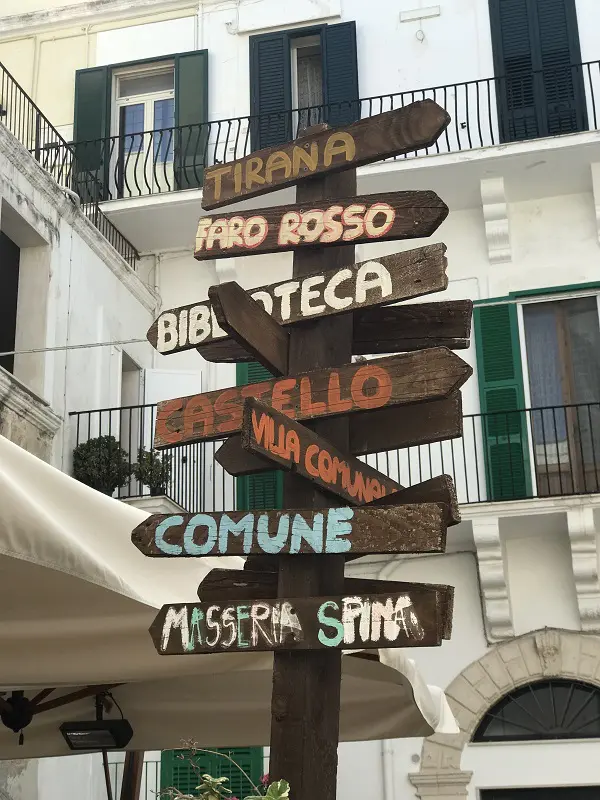 TIRANA
FARO ROSSO
BIBLIOTECA
CASTELLO
VILLA COMUNALE
COMUNE
MASSERIA SPINA